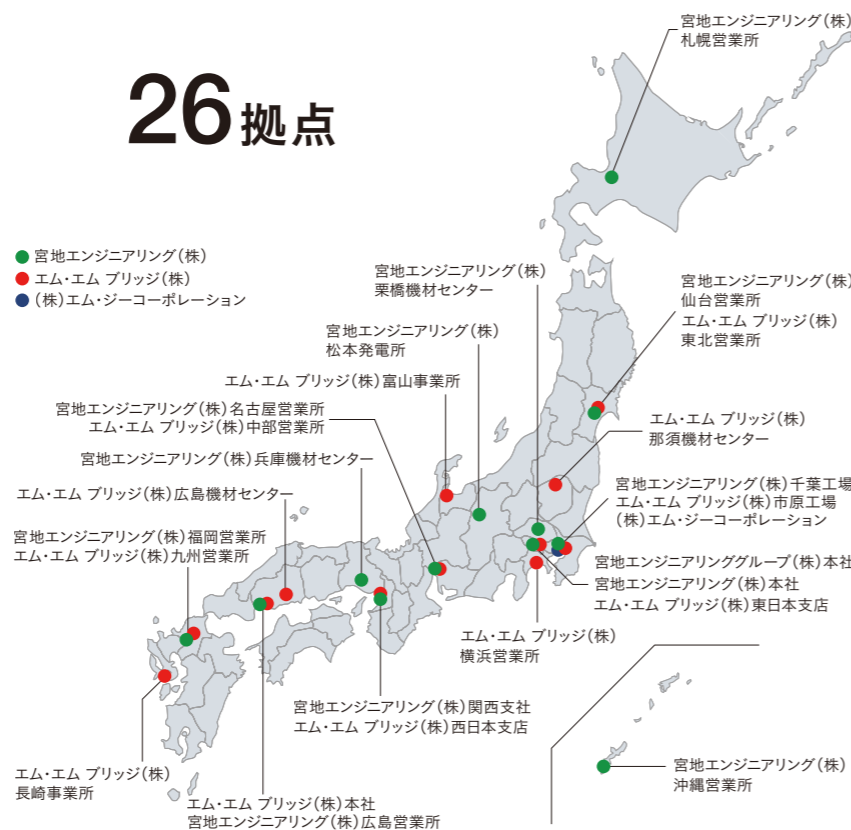 26拠点
宮地エンジニアリング(株)
エム・エム ブリッジ(株)
(株)エム・ジーコーポレーション
宮地エンジニアリング(株)
札幌営業所
宮地エンジニアリング(株)
栗橋機材センター
宮地エンジニアリング(株)
仙台営業所
エム・エム ブリッジ(株)
東北営業所
宮地エンジニアリング(株)
松本発電所
エム・エム ブリッジ(株)富山事業所
宮地エンジニアリング(株)名古屋営業所
エム・エム ブリッジ(株)中部営業所
エム・エム ブリッジ(株)
那須機材センター
宮地エンジニアリング(株)兵庫機材センター
宮地エンジニアリング(株)千葉工場
エム・エム ブリッジ(株)市原工場
(株)エム・ジーコーポレーション
エム・エム ブリッジ(株)広島機材センター
宮地エンジニアリング(株)福岡営業所
エム・エム ブリッジ(株)九州営業所
宮地エンジニアリンググループ(株)本社
宮地エンジニアリング(株)本社
エム・エム ブリッジ(株)東日本支店
エム・エム ブリッジ(株)
横浜営業所
宮地エンジニアリング(株)関西支社
エム・エム ブリッジ(株)西日本支店
エム・エム ブリッジ(株)
長崎事業所
エム・エム ブリッジ(株)本社
宮地エンジニアリング(株)広島営業所
宮地エンジニアリング(株)
沖縄営業所